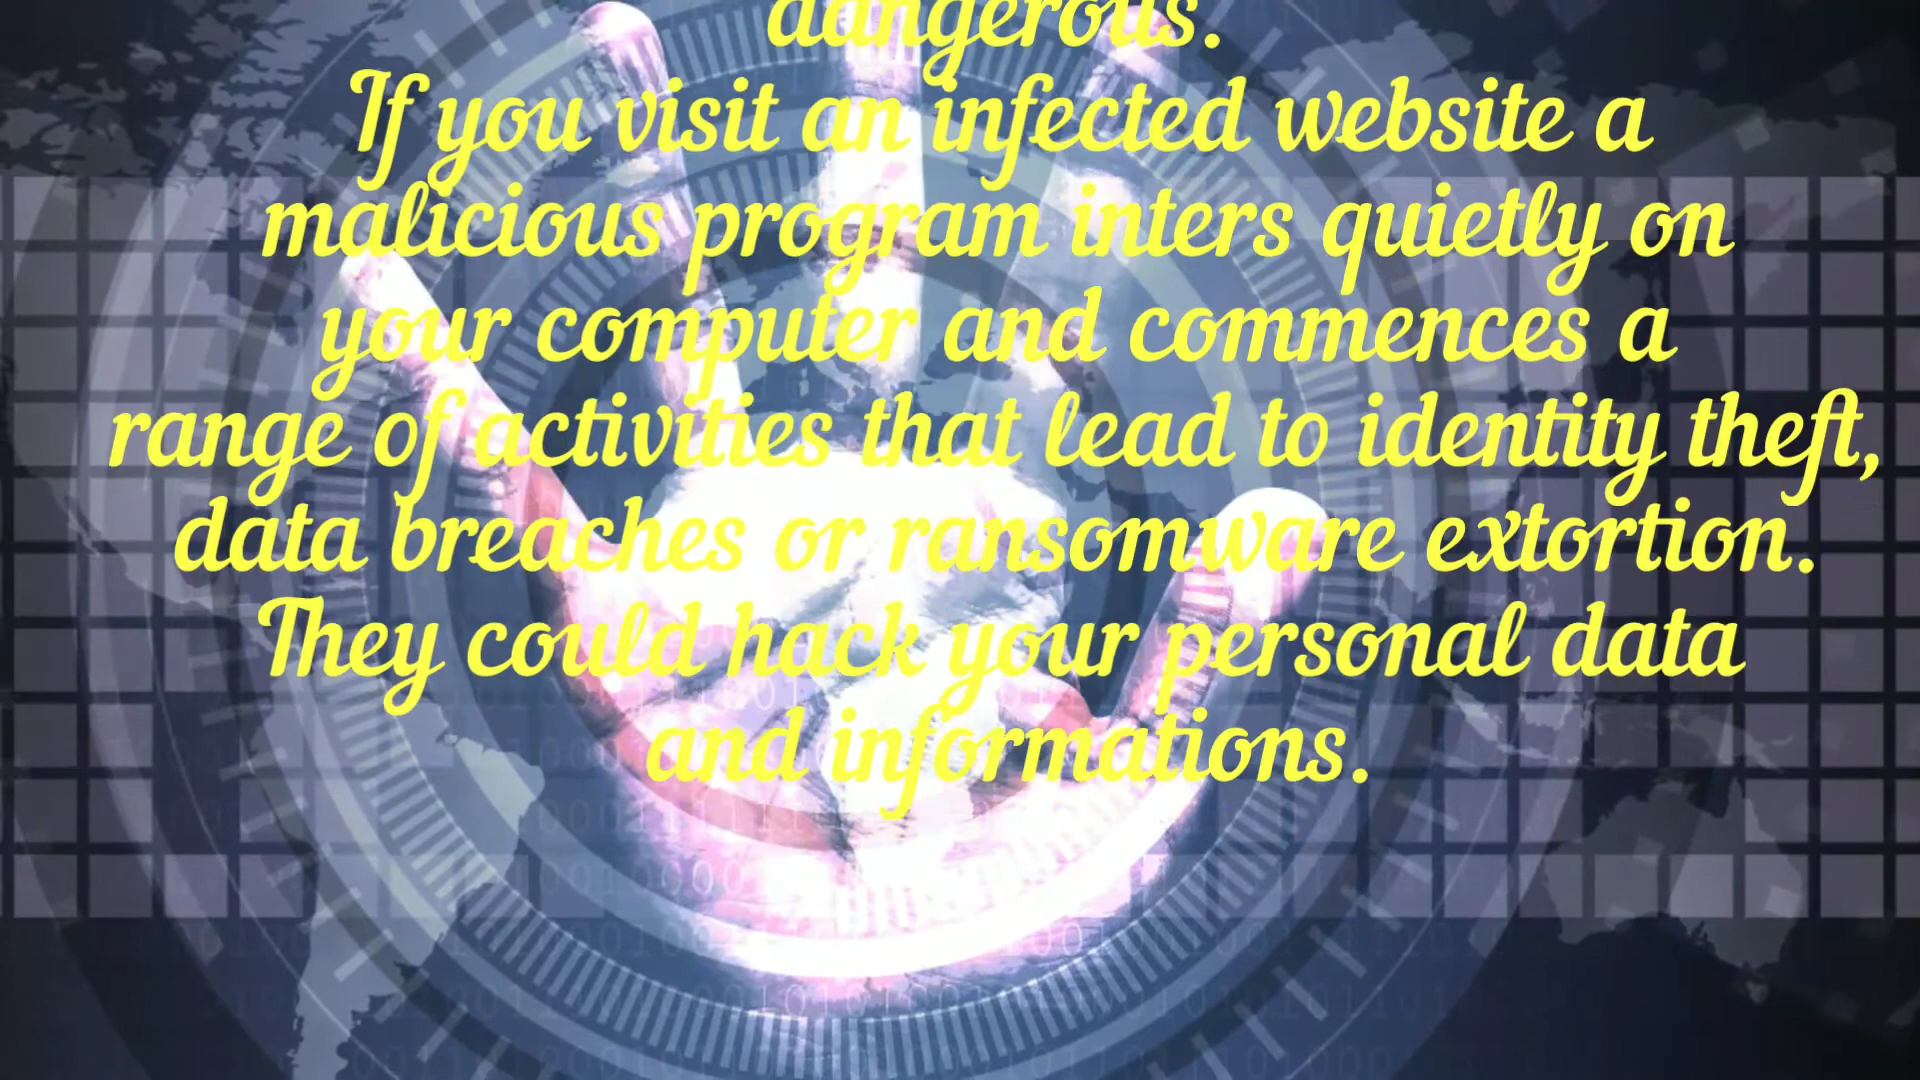 dangerous.
If you visit an infected website a
malicious program inters quietly on
your computer and commences a
range of activities that lead to identity theft,
data breaches or ransomware extortion.
They could hack your personal data
and informations.